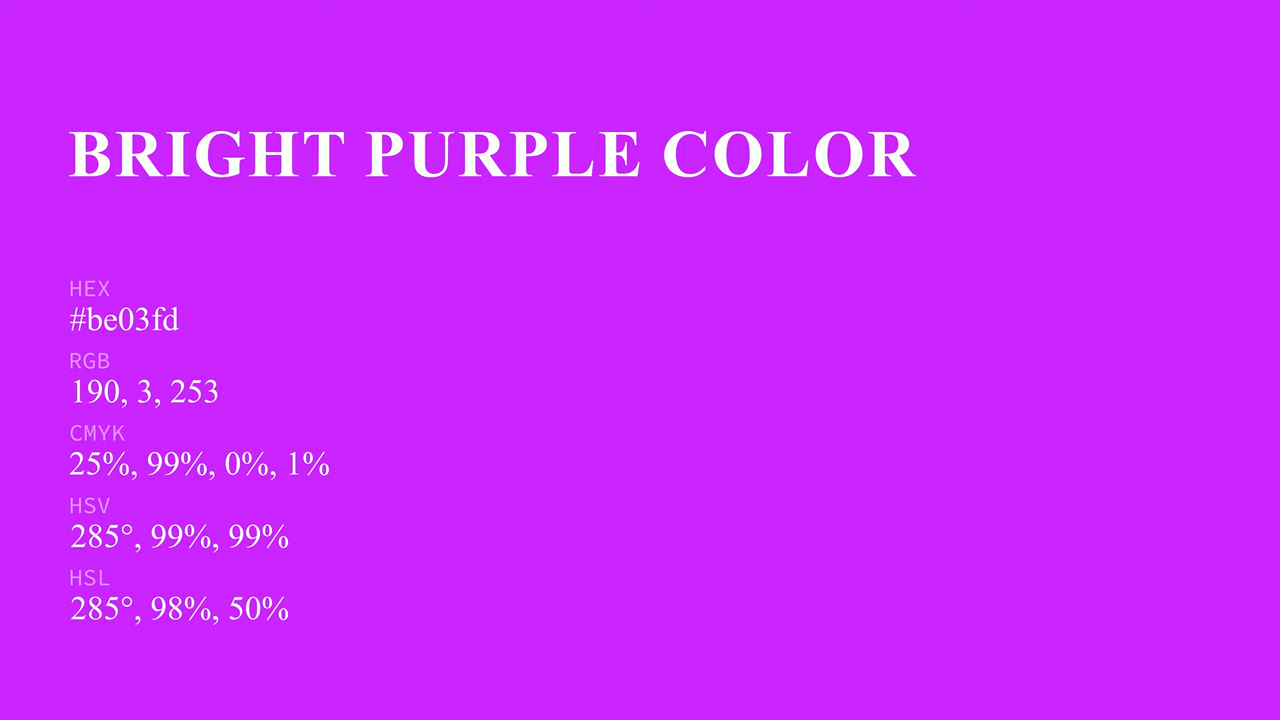 BRIGHT PURPLE COLOR
HEX
#be03fd
RGB
190, 3, 253
CMYK
25%, 99%, 0%, 1%
HSV
285°, 99%, 99%
HSL
285°, 98%, 50%